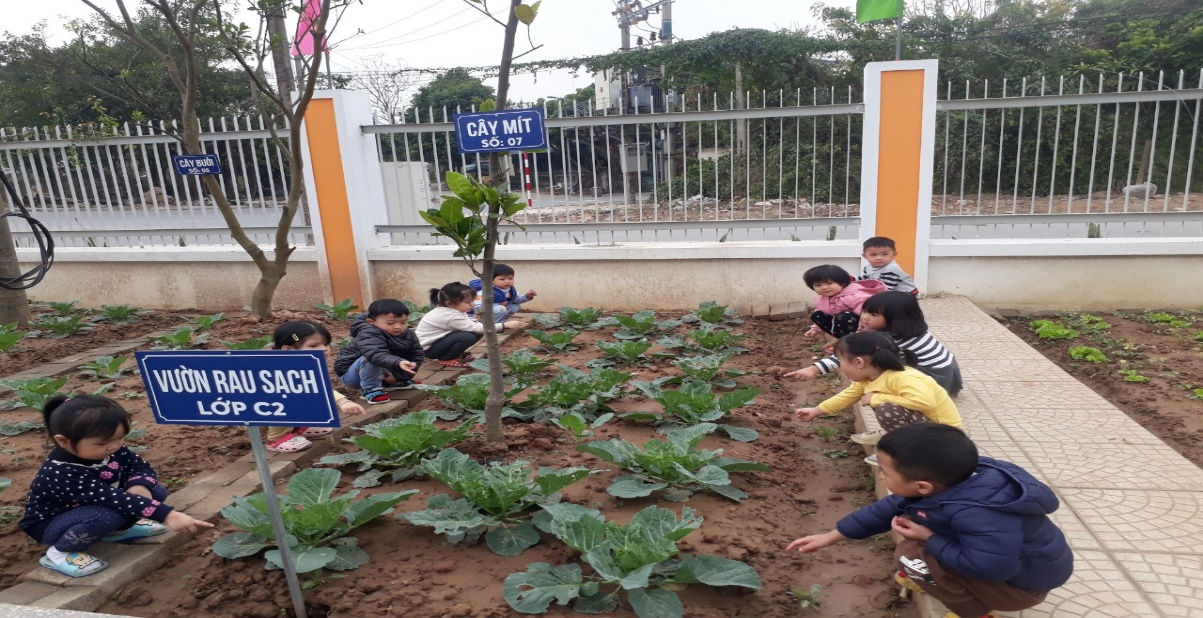 CÂY MÍT
SỐ: 07
CÂY BƯỞI
SỐ: 05
VƯỜN RAU SẠCH
LỚP C2